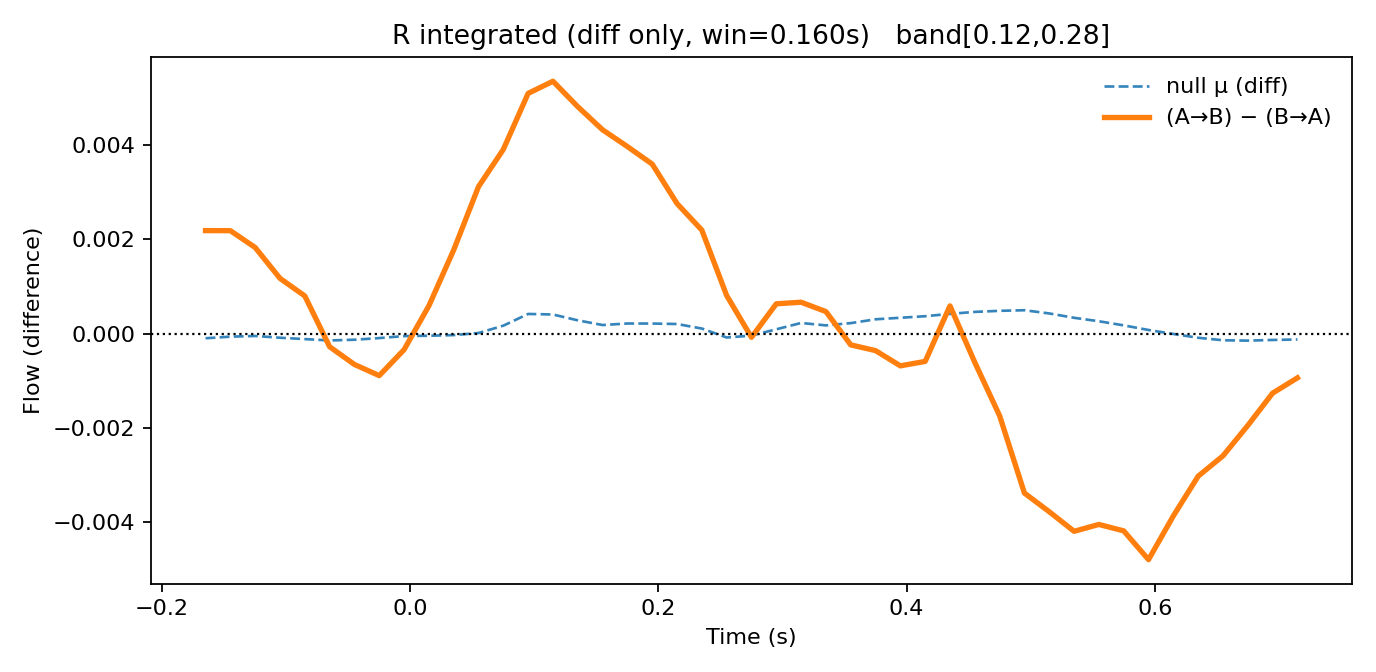 R integrated (diff only, win=0.160s)   band[0.12,0.28]
null μ (diff)
(A→B) − (B→A)
Flow (difference)
0.004
0.002
0.000
−0.002
−0.004
−0.2
0.0
0.2
0.4
0.6
Time (s)